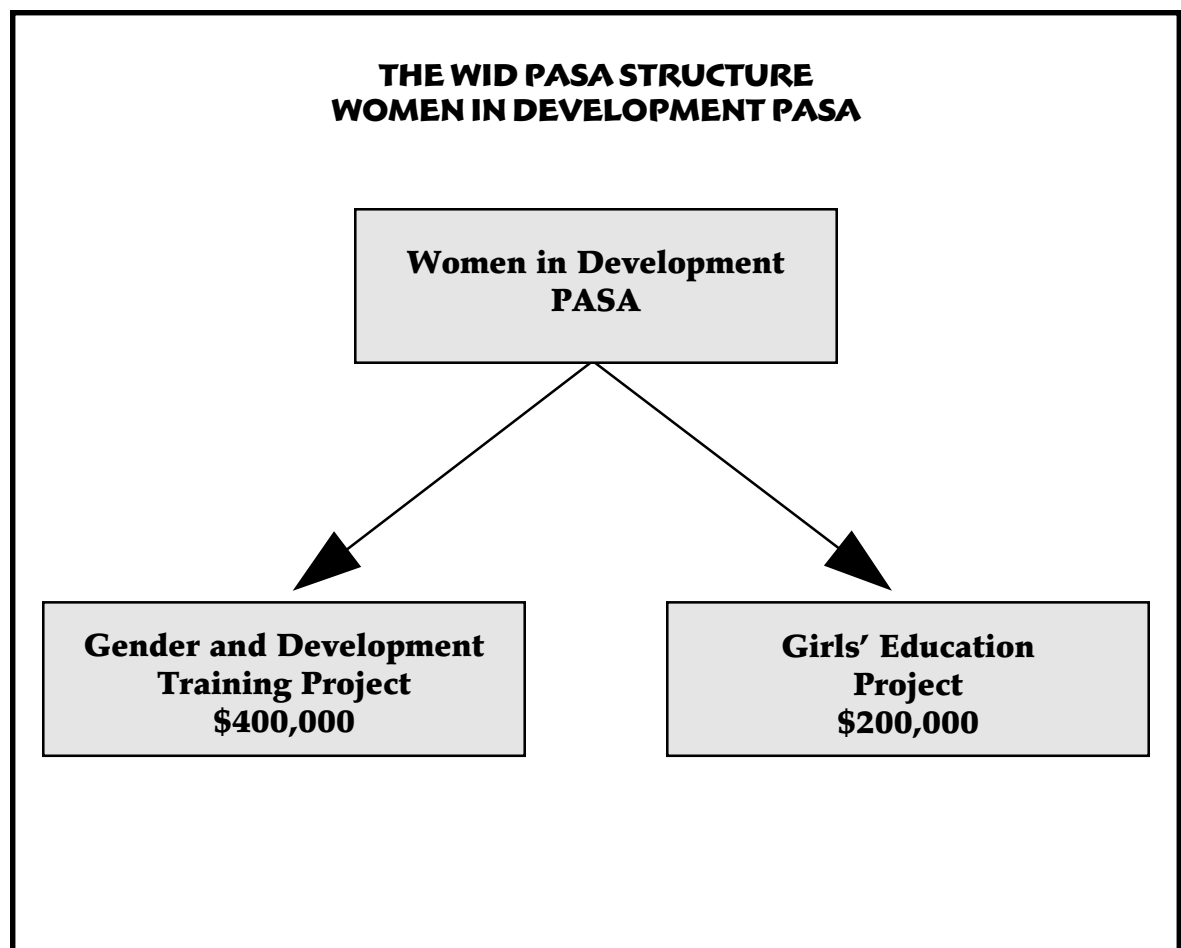 THE WID PASA STRUCTURE
WOMEN IN DEVELOPMENT PASA
Women in Development
PASA
Gender and Development
Training Project
$400,000
Girls’ Education
Project
$200,000